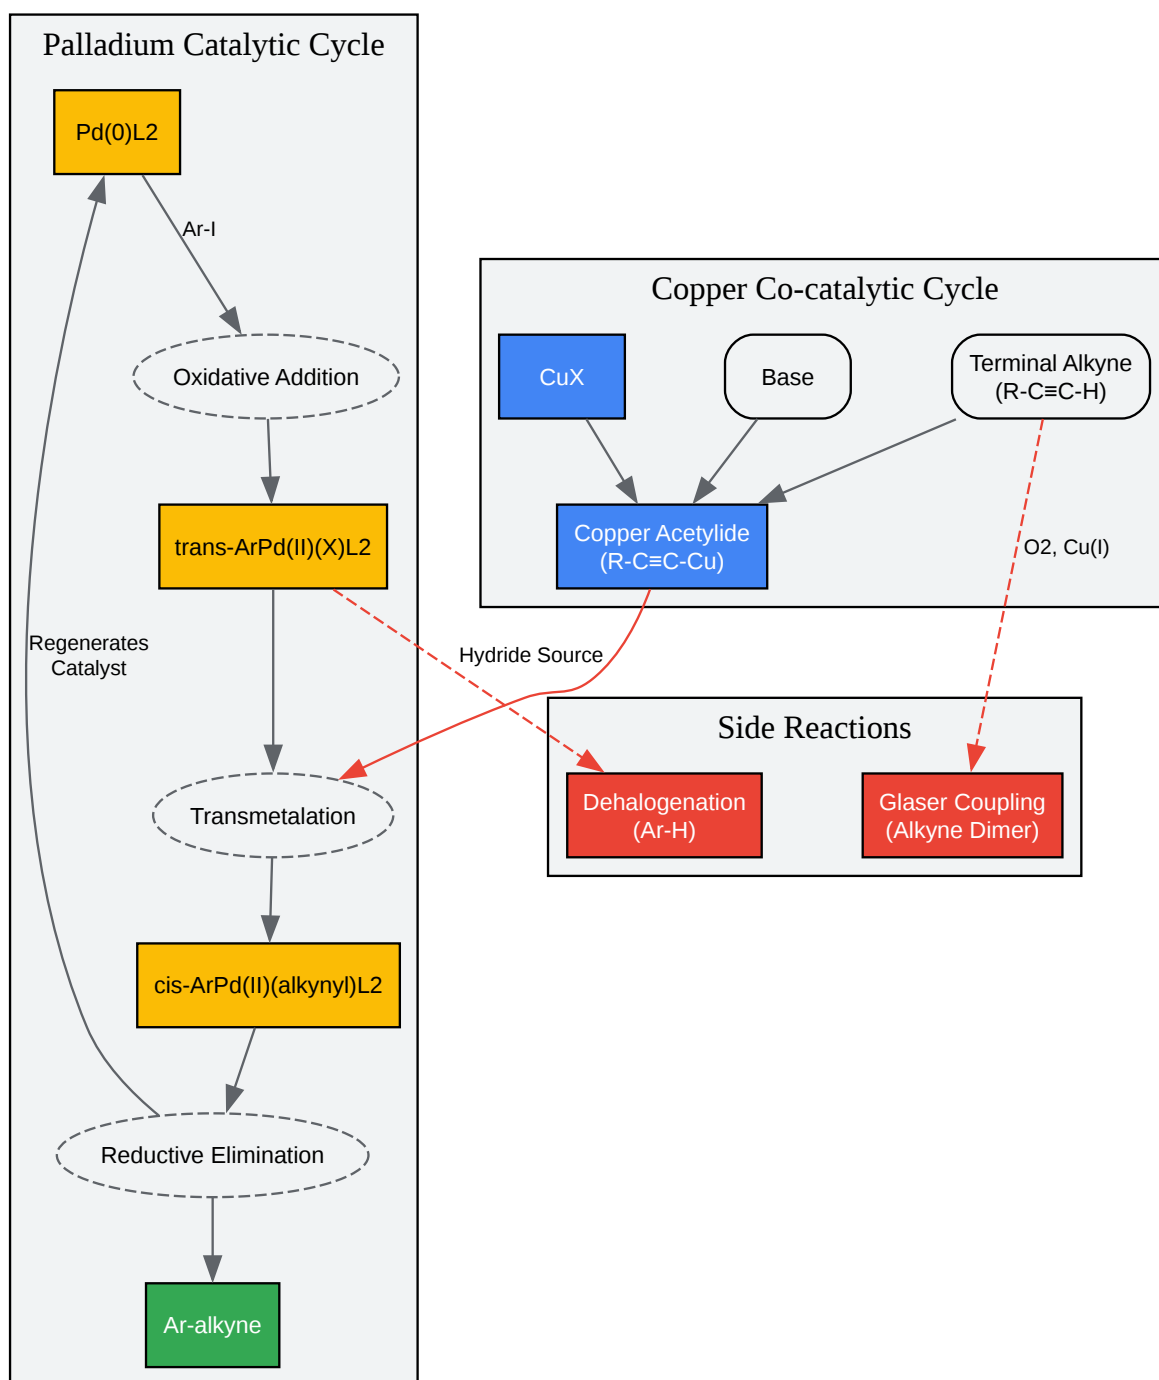 Palladium Catalytic Cycle
Pd(0)L2
Ar-I
Oxidative Addition
trans-ArPd(II)(X)L2
Regenerates
Catalyst
Transmetalation
cis-ArPd(II)(alkynyl)L2
Reductive Elimination
Ar-alkyne
Copper Co-catalytic Cycle
CuX
Base
Terminal Alkyne
(R-C≡C-H)
Copper Acetylide
(R-C≡C-Cu)
O2, Cu(I)
Hydride Source
Side Reactions
Dehalogenation
(Ar-H)
Glaser Coupling
(Alkyne Dimer)